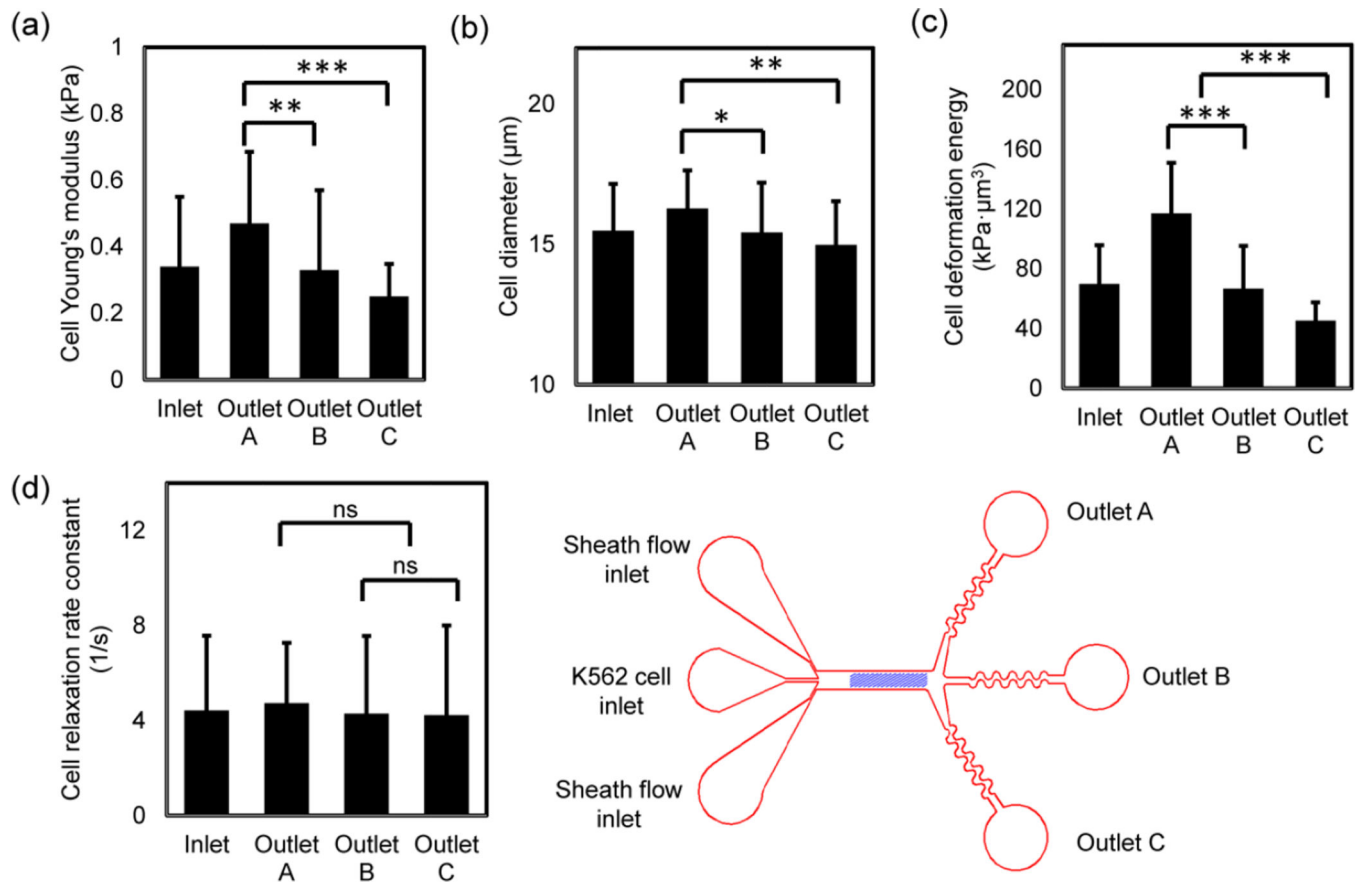 (a)
Cell Young's modulus (kPa)
1
0.8
0.6
0.4
0.2
0
***
**
Inlet
Outlet A
Outlet B
Outlet C
(b)
Cell diameter (μm)
20
15
10
**
*
Inlet
Outlet A
Outlet B
Outlet C
(c)
Cell deformation energy
(kPa·μm³)
200
160
120
80
40
0
***
***
Inlet
Outlet A
Outlet B
Outlet C
(d)
Cell relaxation rate constant
(1/s)
12
8
4
0
ns
ns
Inlet
Outlet A
Outlet B
Outlet C
Sheath flow
inlet
K562 cell
inlet
Sheath flow
inlet
Outlet A
Outlet B
Outlet C